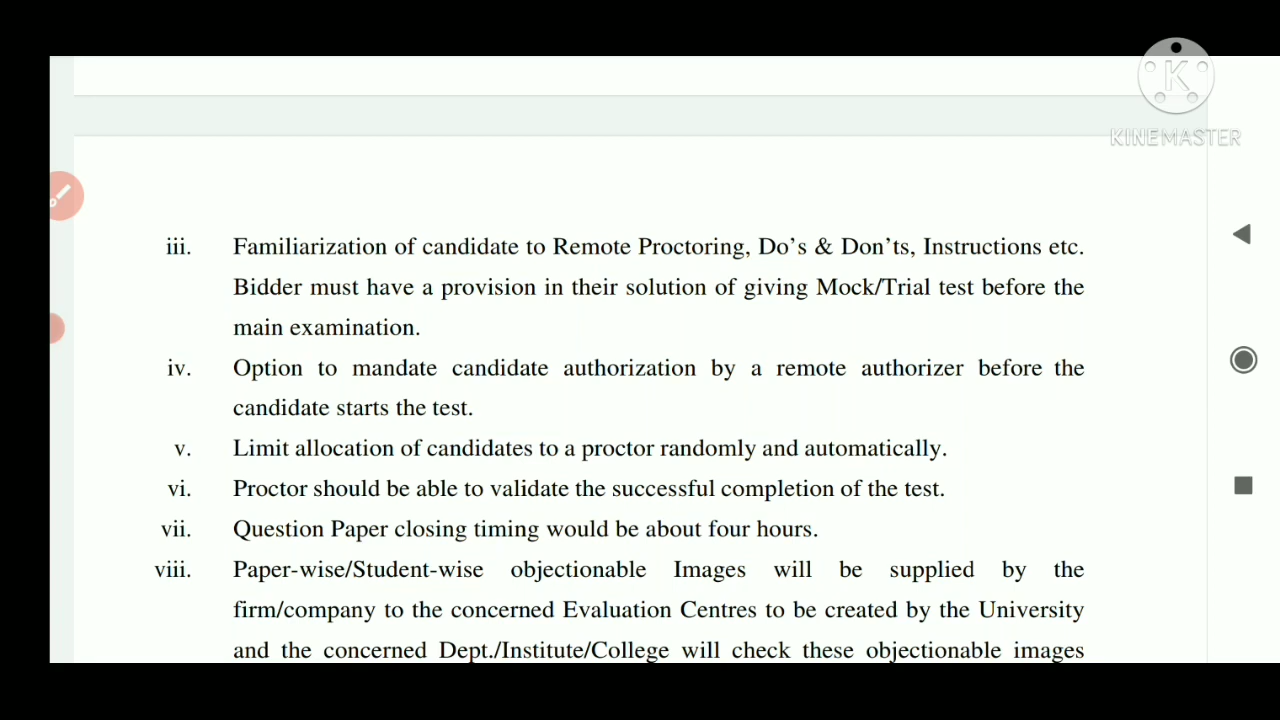 K
KINEMASTER
iii. Familiarization of candidate to Remote Proctoring, Do’s & Don’ts, Instructions etc.
Bidder must have a provision in their solution of giving Mock/Trial test before the
main examination.
iv. Option to mandate candidate authorization by a remote authorizer before the
candidate starts the test.
v. Limit allocation of candidates to a proctor randomly and automatically.
vi. Proctor should be able to validate the successful completion of the test.
vii. Question Paper closing timing would be about four hours.
viii. Paper-wise/Student-wise objectionable Images will be supplied by the
firm/company to the concerned Evaluation Centres to be created by the University
and the concerned Dept./Institute/College will check these objectionable images